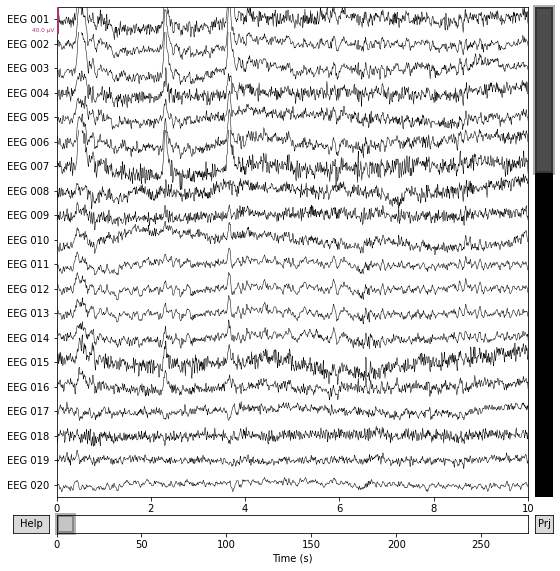 EEG 001
40.0 µV
EEG 002
EEG 003
EEG 004
EEG 005
EEG 006
EEG 007
EEG 008
EEG 009
EEG 010
EEG 011
EEG 012
EEG 013
EEG 014
EEG 015
EEG 016
EEG 017
EEG 018
EEG 019
EEG 020
0 2 4 6 8 10
Help Prj
0 50 100 150 200 250
Time (s)